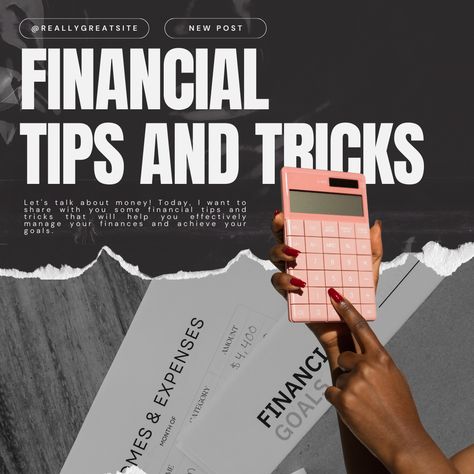 @REALLYGREATSITE
NEW POST
FINANCIAL
TIPS AND TRICKS
Let's talk about money! Today, I want to
share with you some financial tips and
tricks that will help you effectively
manage your finances and achieve your
goals.
OMES & EXPENSES
MONTH OF
CATEGORY
AMOUNT
$4,400
FINANCI
GOALS